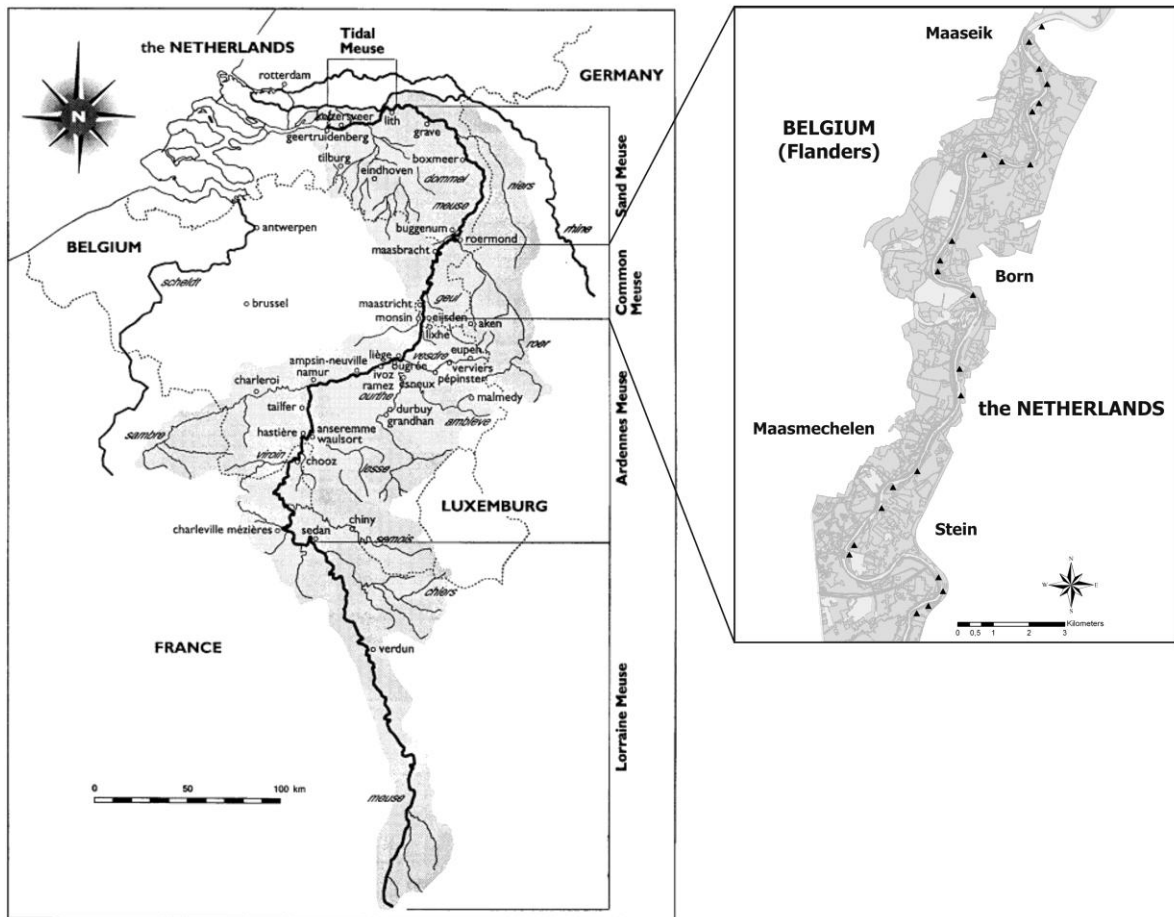 the NETHERLANDS
Tidal
Meuse
GERMANY
rotterdam
N
lith
grave
geertruidenberg
tilburg
boxmeer
eindhoven
dommel
niers
meuse
Sand Meuse
buggenum
roermond
rhine
antwerpen
BELGIUM
maasbracht
scheldt
Common
Meuse
brussel
maastricht
geul
monsin
eijsden
aken
lixhe
roer
liège
vesdre
eupen
ampsin-neuville
ougrée
verviers
namur
ivoz
ramez
pépinster
charleroi
esneux
ourthe
malmedy
tailfer
durbuy
grandhan
amblève
Ardennes Meuse
sambre
hastière
anseremme
waulsort
viroin
chooz
lesse
LUXEMBURG
charleville mézières
sedan
chiny
semois
chiers
FRANCE
verdun
Lorraine Meuse
0
100 km
meuse
Maaseik
BELGIUM
(Flanders)
Born
the NETHERLANDS
Maasmechelen
Stein
N
W
E
S
Kilometers
0 0,5 1 2 3